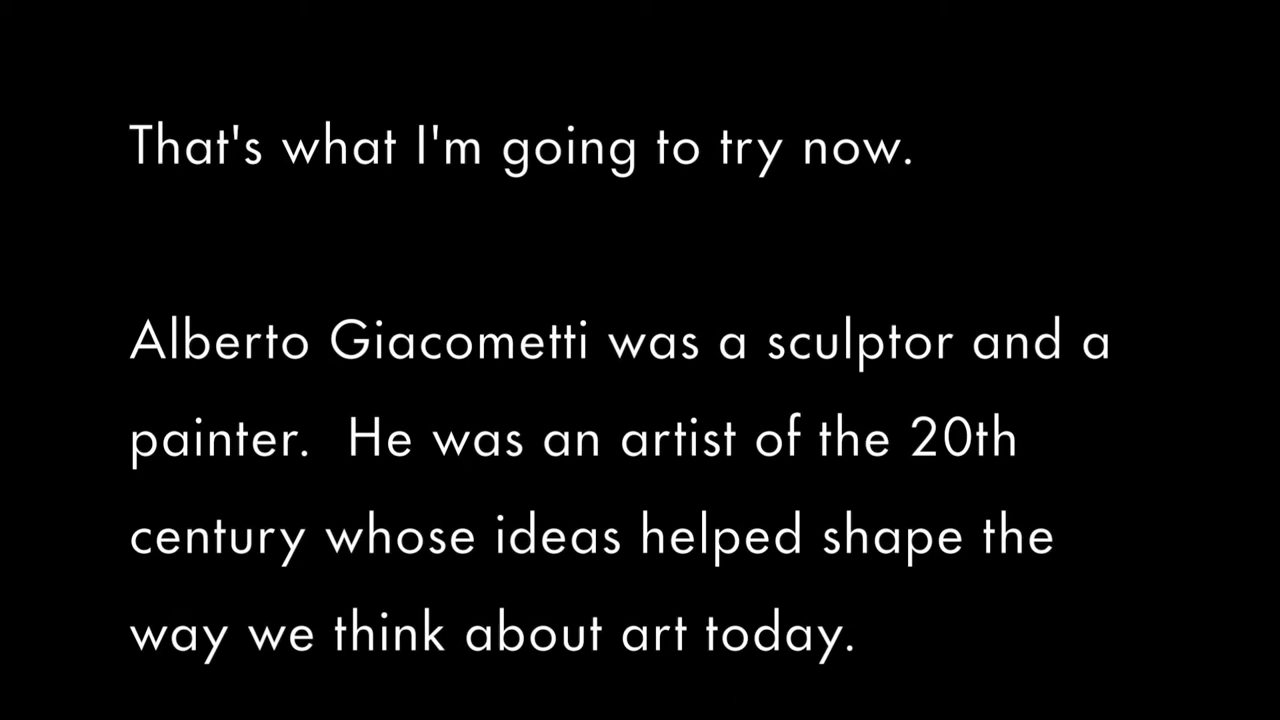 That's what I'm going to try now.
Alberto Giacometti was a sculptor and a
painter.  He was an artist of the 20th
century whose ideas helped shape the
way we think about art today.